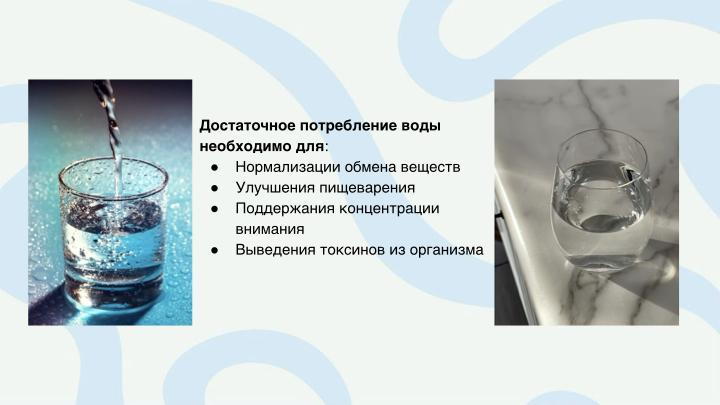 Достаточное потребление воды
необходимо для:
● Нормализации обмена веществ
● Улучшения пищеварения
● Поддержания концентрации
внимания
● Выведения токсинов из организма